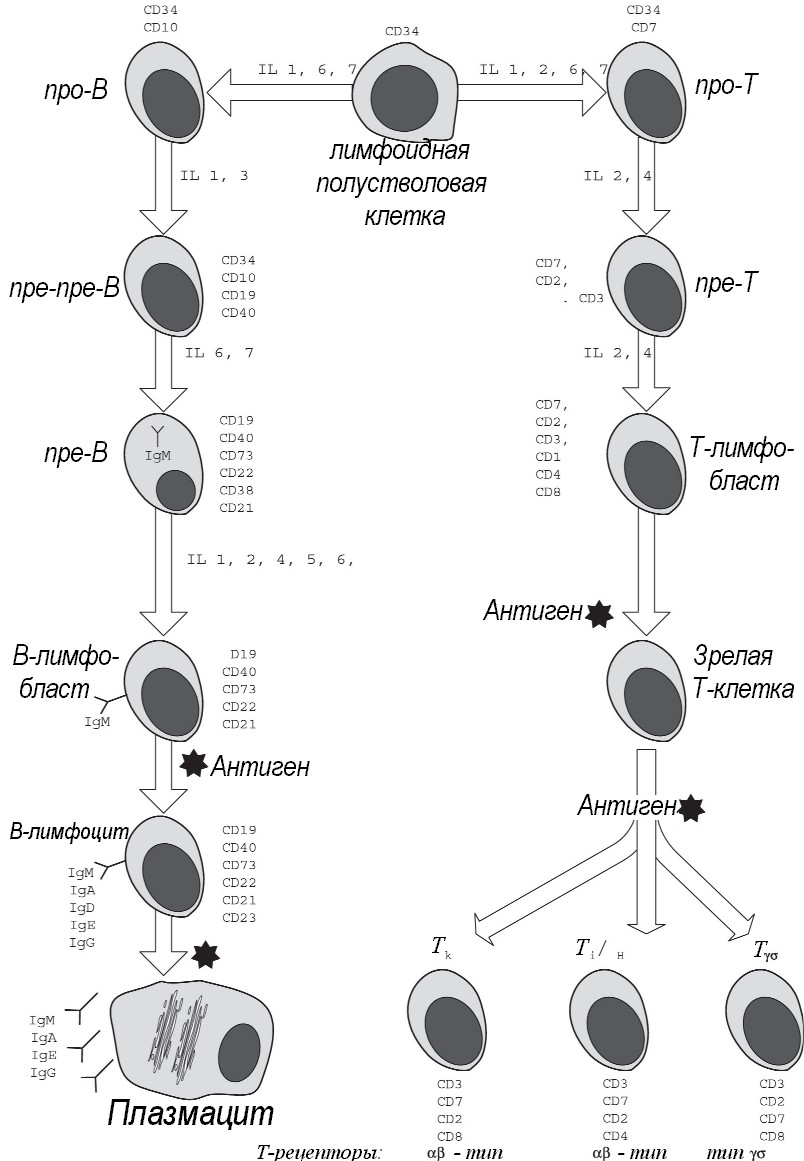 CD34
CD10
CD34
CD34
CD7
про-В
IL 1, 6, 7
IL 1, 2, 6, 7
про-Т
лимфоидная
полустволовая
клетка
IL 1, 3
IL 2, 4
пре-пре-В
CD34
CD10
CD19
CD40
CD7,
CD2,
. CD3
пре-Т
IL 6, 7
IL 2, 4
пре-В
IgM
CD19
CD40
CD73
CD22
CD38
CD21
CD7,
CD2,
CD3,
CD1
CD4
CD8
Т-лимфо-
бласт
IL 1, 2, 4, 5, 6,
Антиген
В-лимфо-
бласт
IgM
D19
CD40
CD73
CD22
CD21
Зрелая
Т-клетка
Антиген
Антиген
В-лимфоцит
IgM
IgA
IgD
IgE
IgG
CD19
CD40
CD73
CD22
CD21
CD23
Tk
Ti/ H
Tγσ
IgM
IgA
IgE
IgG
Плазмацит
CD3
CD7
CD2
CD8
CD3
CD7
CD2
CD4
CD3
CD2
CD7
CD8
Т-рецепторы: αβ - тип αβ - тип тип γσ